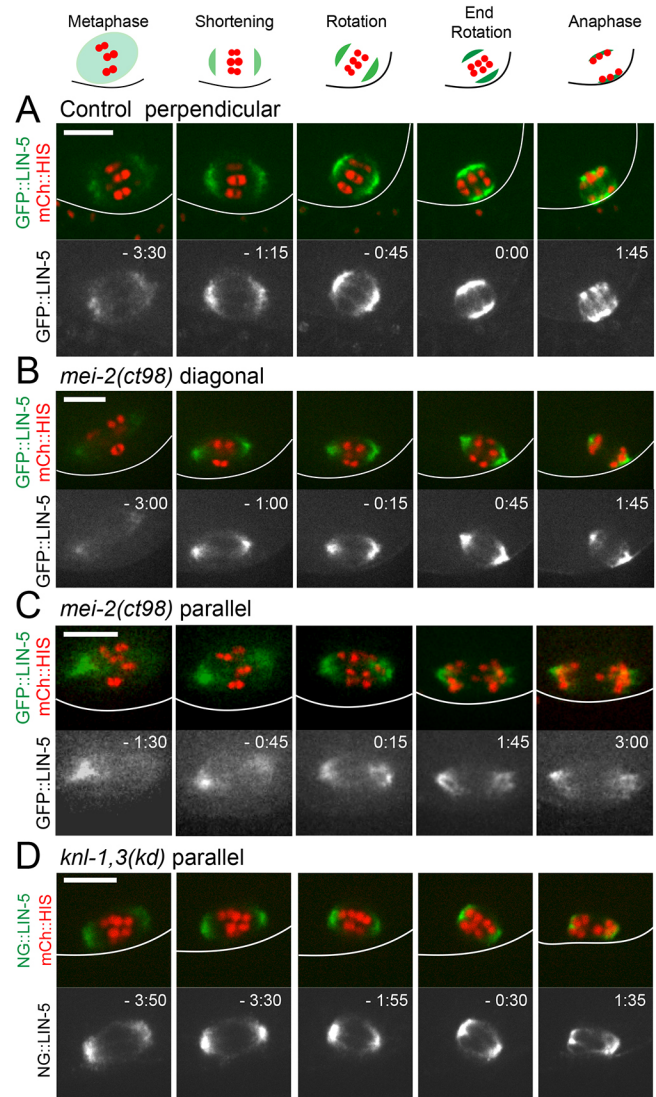 Metaphase Shortening Rotation End Rotation Anaphase
A Control perpendicular
GFP::LIN-5 mCh::HIS
GFP::LIN-5
- 3:30 - 1:15 - 0:45 0:00 1:45
B mei-2(ct98) diagonal
GFP::LIN-5 mCh::HIS
GFP::LIN-5
- 3:00 - 1:00 - 0:15 0:45 1:45
C mei-2(ct98) parallel
GFP::LIN-5 mCh::HIS
GFP::LIN-5
- 1:30 - 0:45 0:15 1:45 3:00
D knl-1,3(kd) parallel
NG::LIN-5 mCh::HIS
NG::LIN-5
- 3:50 - 3:30 - 1:55 - 0:30 1:35